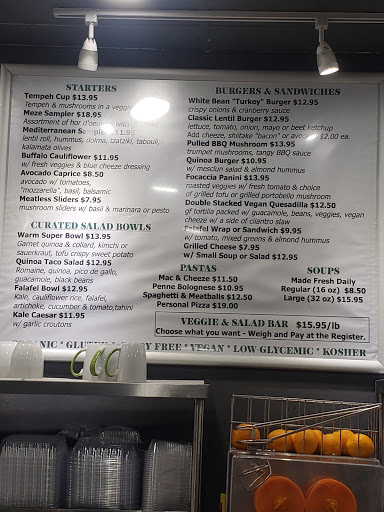 STARTERS
Tempeh Cup $13.95
Tempeh & mushrooms in a veggie
Meze Sampler $18.95
Assortment of hor d'oeuvres with
Mediterranean Sampler $11.95
lentil roll, hummus, dolma, tzatziki, tabouli,
kalamata olives
Buffalo Cauliflower $11.95
w/ fresh veggies & blue cheeze dressing
Avocado Caprice $8.50
avocado w/ tomatoes,
"mozzarella", basil, balsamic
Meatless Sliders $7.95
mushroom sliders w/ basil & marinara or pesto
CURATED SALAD BOWLS
Warm Super Bowl $13.95
Garnet quinoa & collard, kimchi or
sauerkraut, tofu crispy sweet potato
Quinoa Taco Salad $12.95
Romaine, quinoa, pico de gallo,
guacamole, black beans
Falafel Bowl $12.95
Kale, cauliflower rice, falafel,
artichoke, cucumber & tomato,tahini
Kale Caesar $11.95
w/ garlic croutons
BURGERS & SANDWICHES
White Bean "Turkey" Burger $12.95
crispy onions & cranberry sauce
Classic Lentil Burger $12.95
lettuce, tomato, onion, mayo or beet ketchup
Add cheeze, shiitake "bacon" or avocado $2.00 ea.
Pulled BBQ Mushroom $13.95
trumpet mushrooms, tangy BBQ sauce
Quinoa Burger $10.95
w/ mesclun salad & almond hummus
Focaccia Panini $13.95
roasted veggies w/ fresh tomato & choice
of grilled tofu or grilled portobello mushroom
Double Stacked Vegan Quesadilla $12.50
gf tortilla packed w/ guacamole, beans, veggies, vegan
cheeze w/ a side of cilantro slaw
Falafel Wrap or Sandwich $9.95
w/ tomato, mixed greens & almond hummus
Grilled Cheeze $7.95
w/ Small Soup or Salad $12.95
PASTAS
Mac & Cheeze $11.50
Penne Bolognese $10.95
Spaghetti & Meatballs $12.50
Personal Pizza $19.00
SOUPS
Made Fresh Daily
Regular (16 oz) $8.50
Large (32 oz) $15.95
VEGGIE & SALAD BAR $15.95/lb
Choose what you want - Weigh and Pay at the Register.
FREE * VEGAN * LOW GLYCEMIC * KOSHER